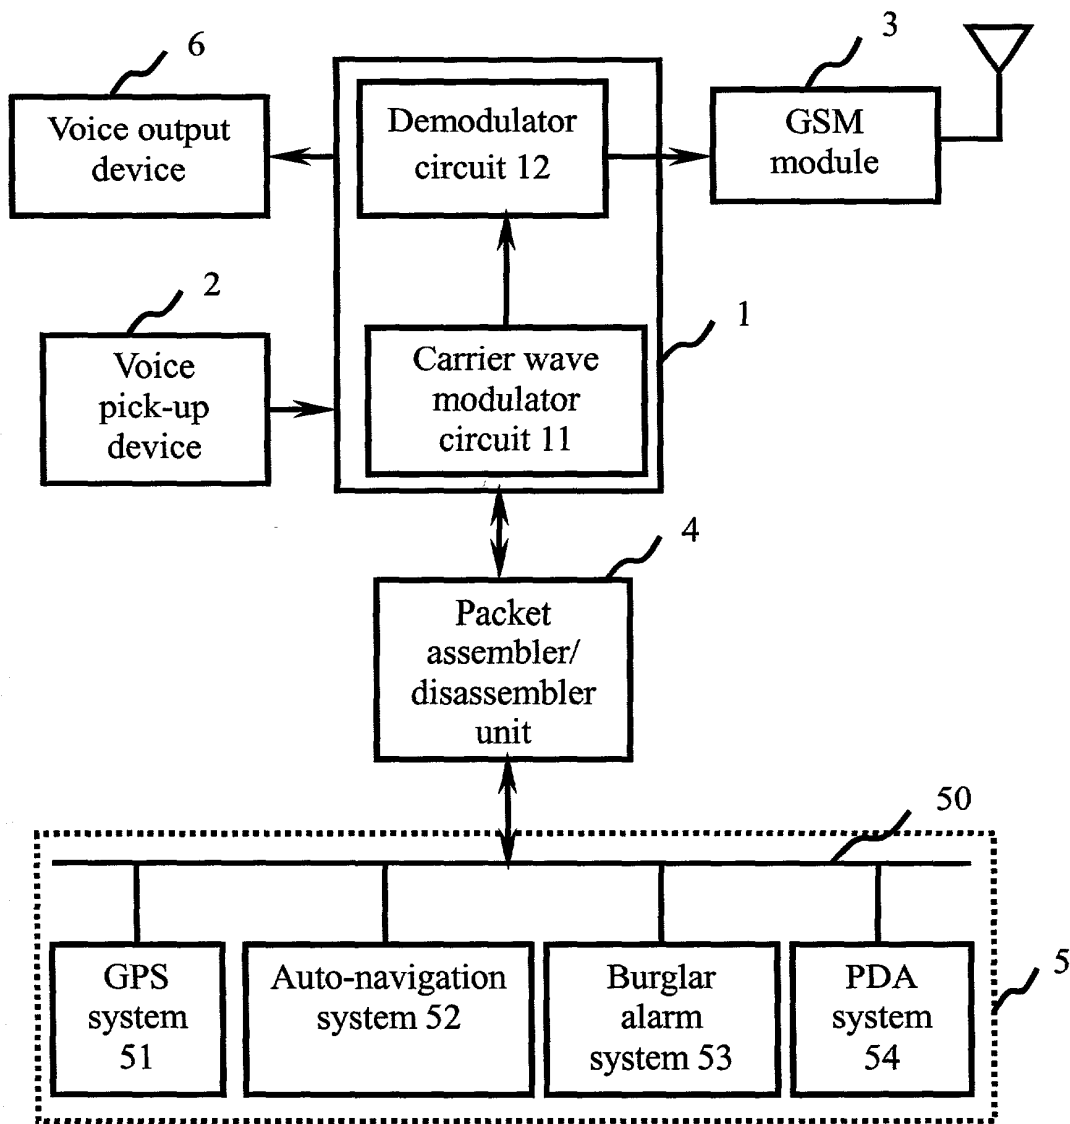 6
Voice output
device
Demodulator
circuit 12
3
GSM
module
2
Voice
pick-up
device
Carrier wave
modulator
circuit 11
1
4
Packet
assembler/
disassembler
unit
50
GPS
system
51
Auto-navigation
system 52
Burglar
alarm
system 53
PDA
system
54
5